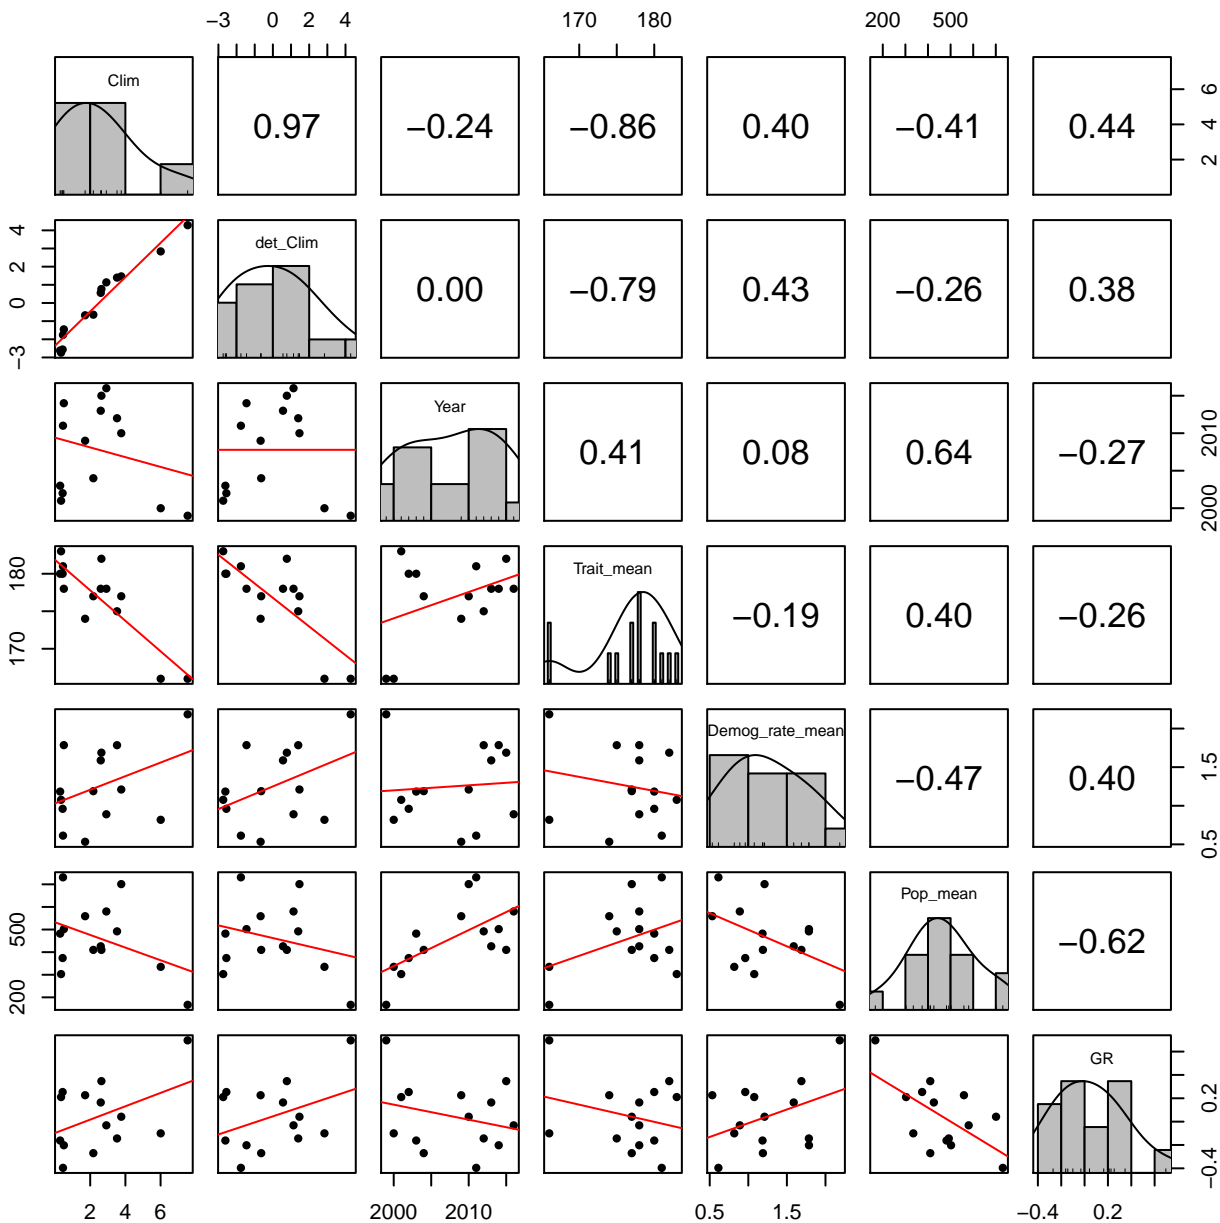 −3 0 2 4 170 180 200 500
Clim 0.97 −0.24 −0.86 0.40 −0.41 0.44 2 4 6
−3 0 2 4 det_Clim 0.00 −0.79 0.43 −0.26 0.38
Year 0.41 0.08 0.64 −0.27 2000 2010
170 180 Trait_mean −0.19 0.40 −0.26
Demog_rate_mean −0.47 0.40 0.5 1.5
200 500 Pop_mean −0.62
GR −0.4 0.2
2 4 6 2000 2010 0.5 1.5 −0.4 0.2